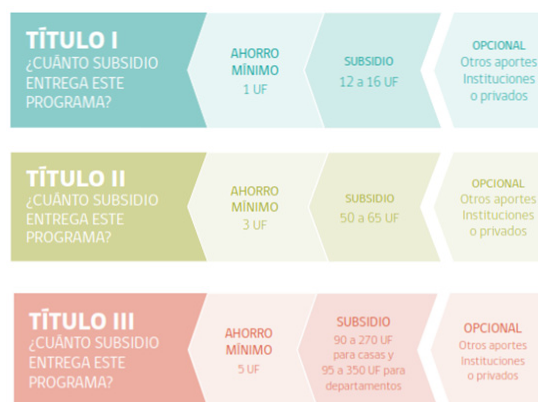 TÍTULO I
¿CUÁNTO SUBSIDIO
ENTREGA ESTE
PROGRAMA?
AHORRO
MÍNIMO
1 UF
SUBSIDIO
12 a 16 UF
OPCIONAL
Otros aportes
Instituciones
o privados
TÍTULO II
¿CUÁNTO SUBSIDIO
ENTREGA ESTE
PROGRAMA?
AHORRO
MÍNIMO
3 UF
SUBSIDIO
50 a 65 UF
OPCIONAL
Otros aportes
Instituciones
o privados
TÍTULO III
¿CUÁNTO SUBSIDIO
ENTREGA ESTE
PROGRAMA?
AHORRO
MÍNIMO
5 UF
SUBSIDIO
90 a 270 UF
para casas y
95 a 350 UF para
departamentos
OPCIONAL
Otros aportes
Instituciones
o privados